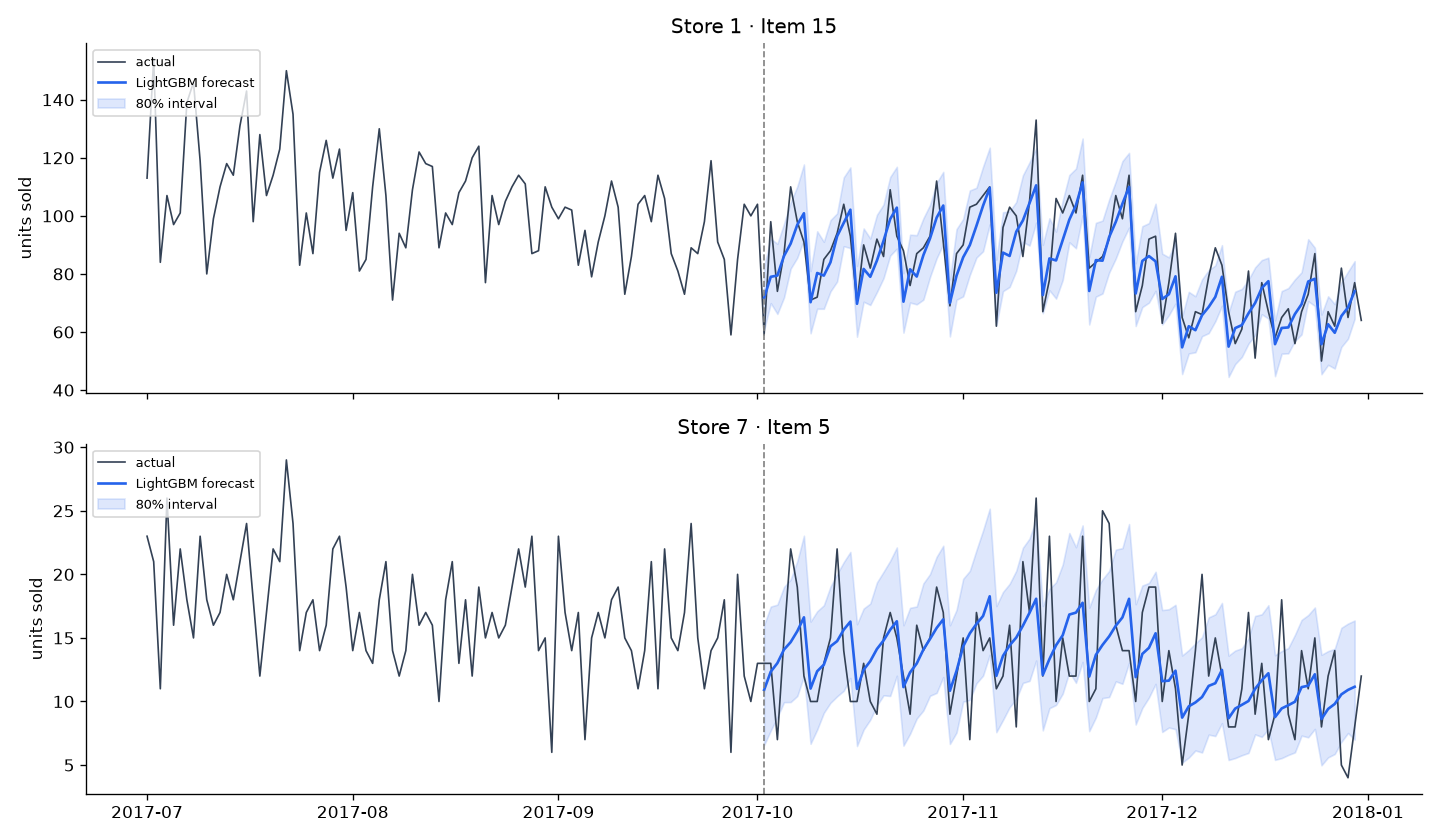 Store 1 · Item 15
actual
LightGBM forecast
80% interval
units sold
140
120
100
80
60
40
Store 7 · Item 5
actual
LightGBM forecast
80% interval
units sold
30
25
20
15
10
5
2017-07
2017-08
2017-09
2017-10
2017-11
2017-12
2018-01